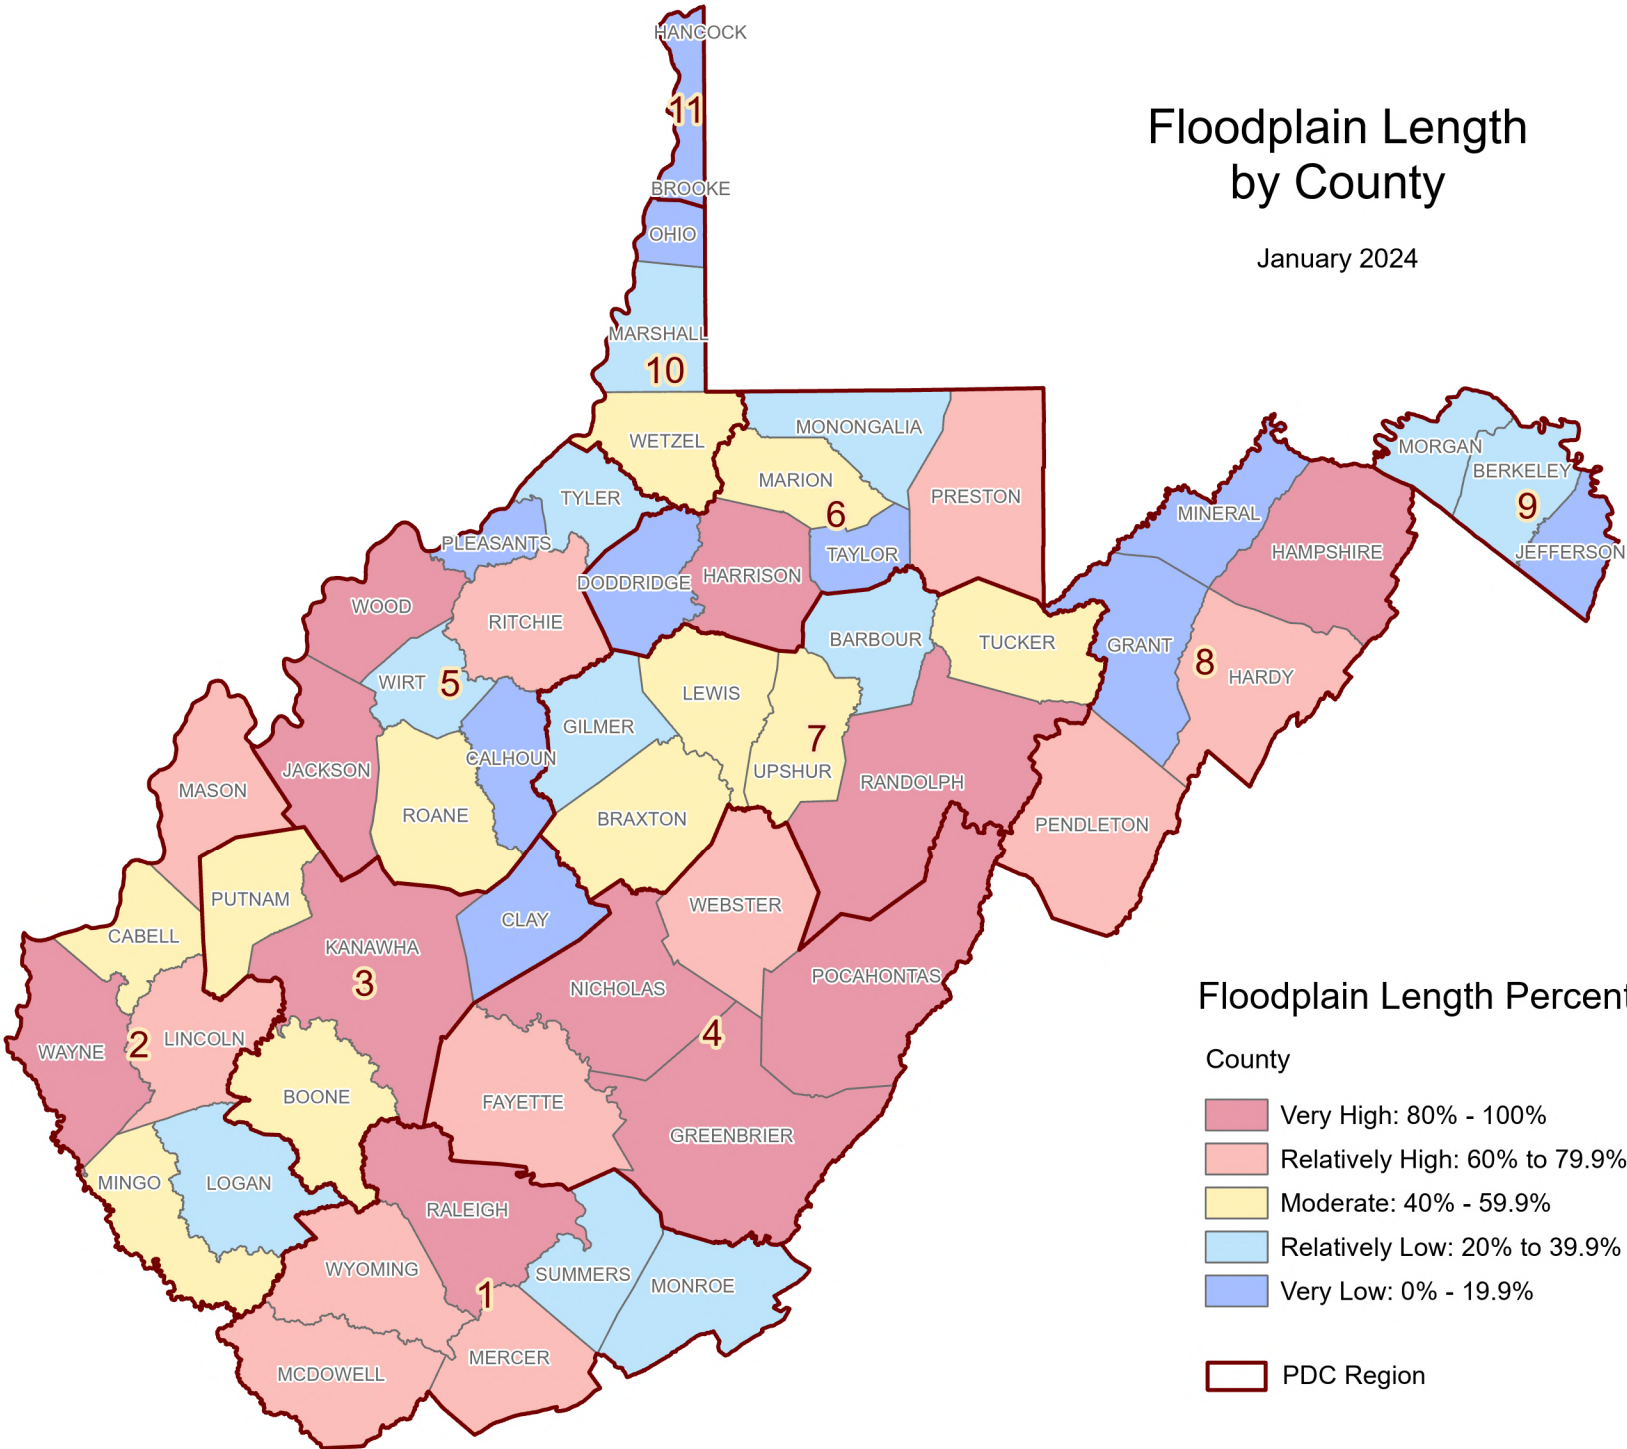 HANCOCK
11
Floodplain Length
by County
BROOKE
OHIO
January 2024
MARSHALL
10
WETZEL
MONONGALIA
MORGAN
BERKELEY
MARION
TYLER
PRESTON
9
6
MINERAL
PLEASANTS
TAYLOR
HAMPSHIRE
JEFFERSON
HARRISON
DODDRIDGE
WOOD
RITCHIE
BARBOUR
TUCKER
GRANT
8
HARDY
WIRT
5
LEWIS
GILMER
7
CALHOUN
JACKSON
UPSHUR
RANDOLPH
MASON
ROANE
BRAXTON
PENDLETON
PUTNAM
WEBSTER
CLAY
CABELL
KANAWHA
3
POCAHONTAS
NICHOLAS
Floodplain Length Percent
2
LINCOLN
4
WAYNE
County
BOONE
FAYETTE
GREENBRIER
Very High: 80% - 100%
Relatively High: 60% to 79.9%
MINGO
LOGAN
RALEIGH
Moderate: 40% - 59.9%
Relatively Low: 20% to 39.9%
WYOMING
SUMMERS
MONROE
1
Very Low: 0% - 19.9%
MERCER
MCDOWELL
PDC Region